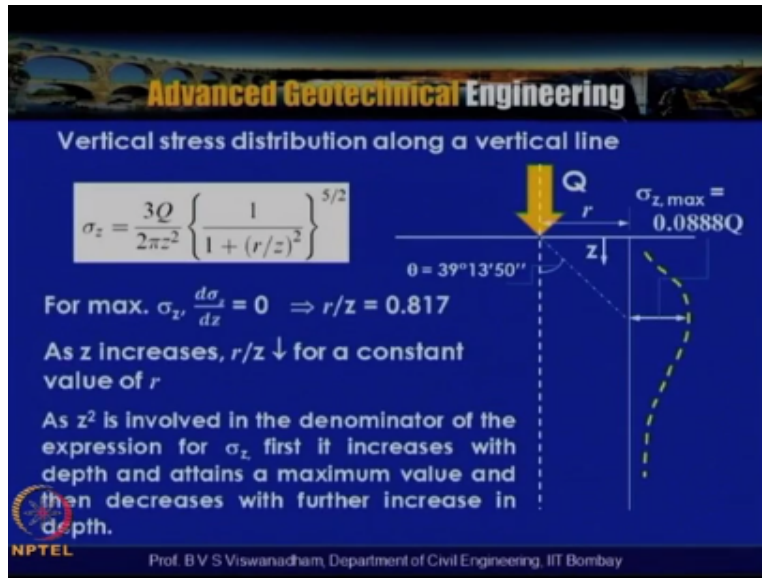 Advanced Geotechnical Engineering
Vertical stress distribution along a vertical line
σz = 3Q/2πz² {1/1 + (r/z)²}^5/2
Q
r
σz, max =
0.0888Q
z↓
θ = 39°13'50''
For max. σz, dσz/dz = 0 ⇒ r/z = 0.817
As z increases, r/z ↓ for a constant
value of r
As z² is involved in the denominator of the
expression for σz, first it increases with
depth and attains a maximum value and
then decreases with further increase in
depth.
NPTEL
Prof. B V S Viswanadham, Department of Civil Engineering, IIT Bombay